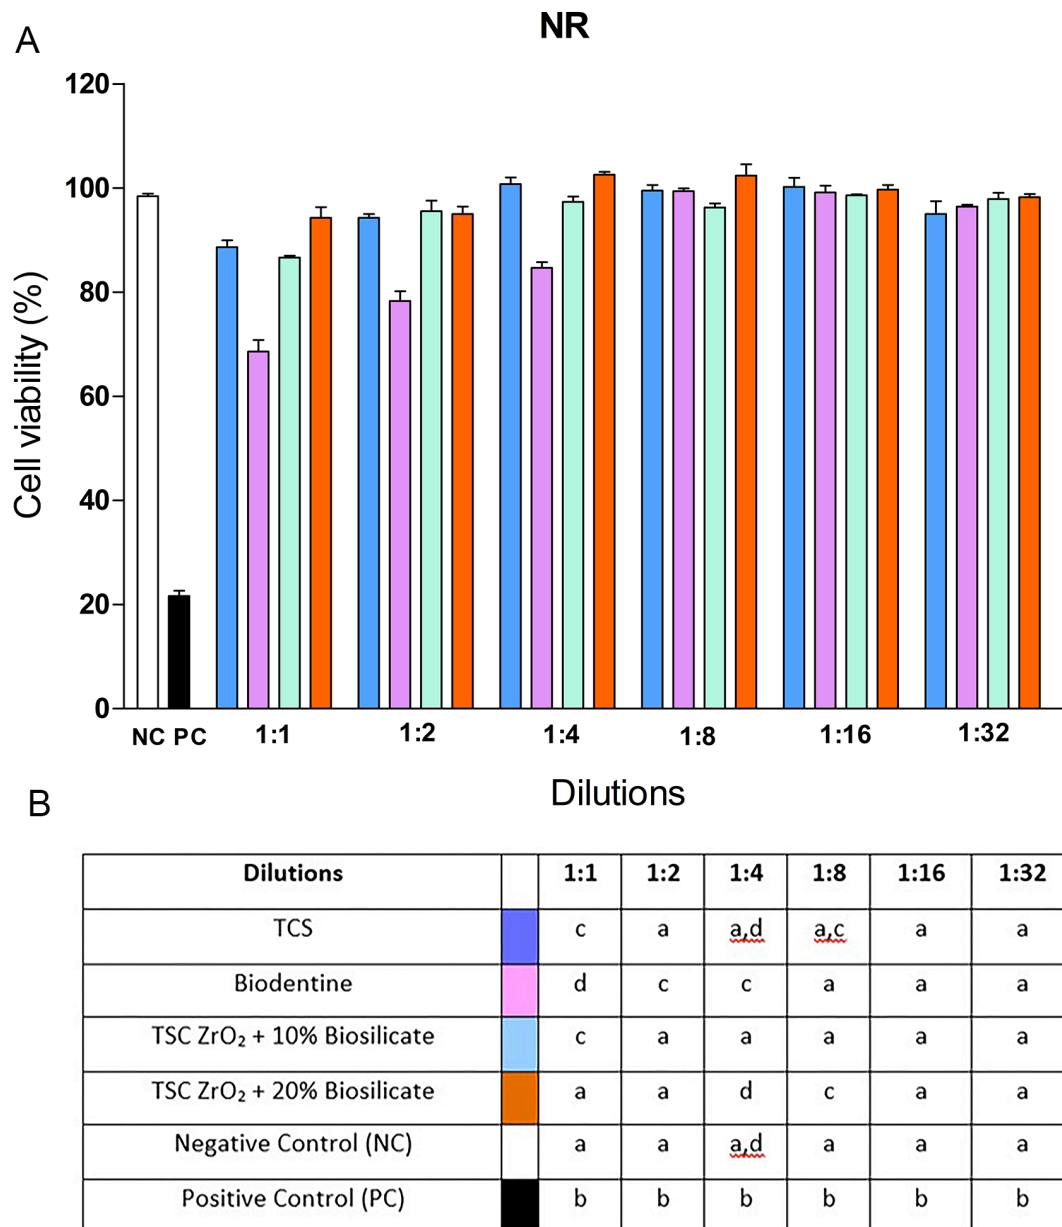 A
NR
Cell viability (%)
120
100
80
60
40
20
0
NC PC 1:1 1:2 1:4 1:8 1:16 1:32
Dilutions
B
Dilutions 1:1 1:2 1:4 1:8 1:16 1:32
TCS c a a,d a,c a a
Biodentine d c c a a a
TSC ZrO₂ + 10% Biosilicate c a a a a a
TSC ZrO₂ + 20% Biosilicate a a d c a a
Negative Control (NC) a a a,d a a a
Positive Control (PC) b b b b b b